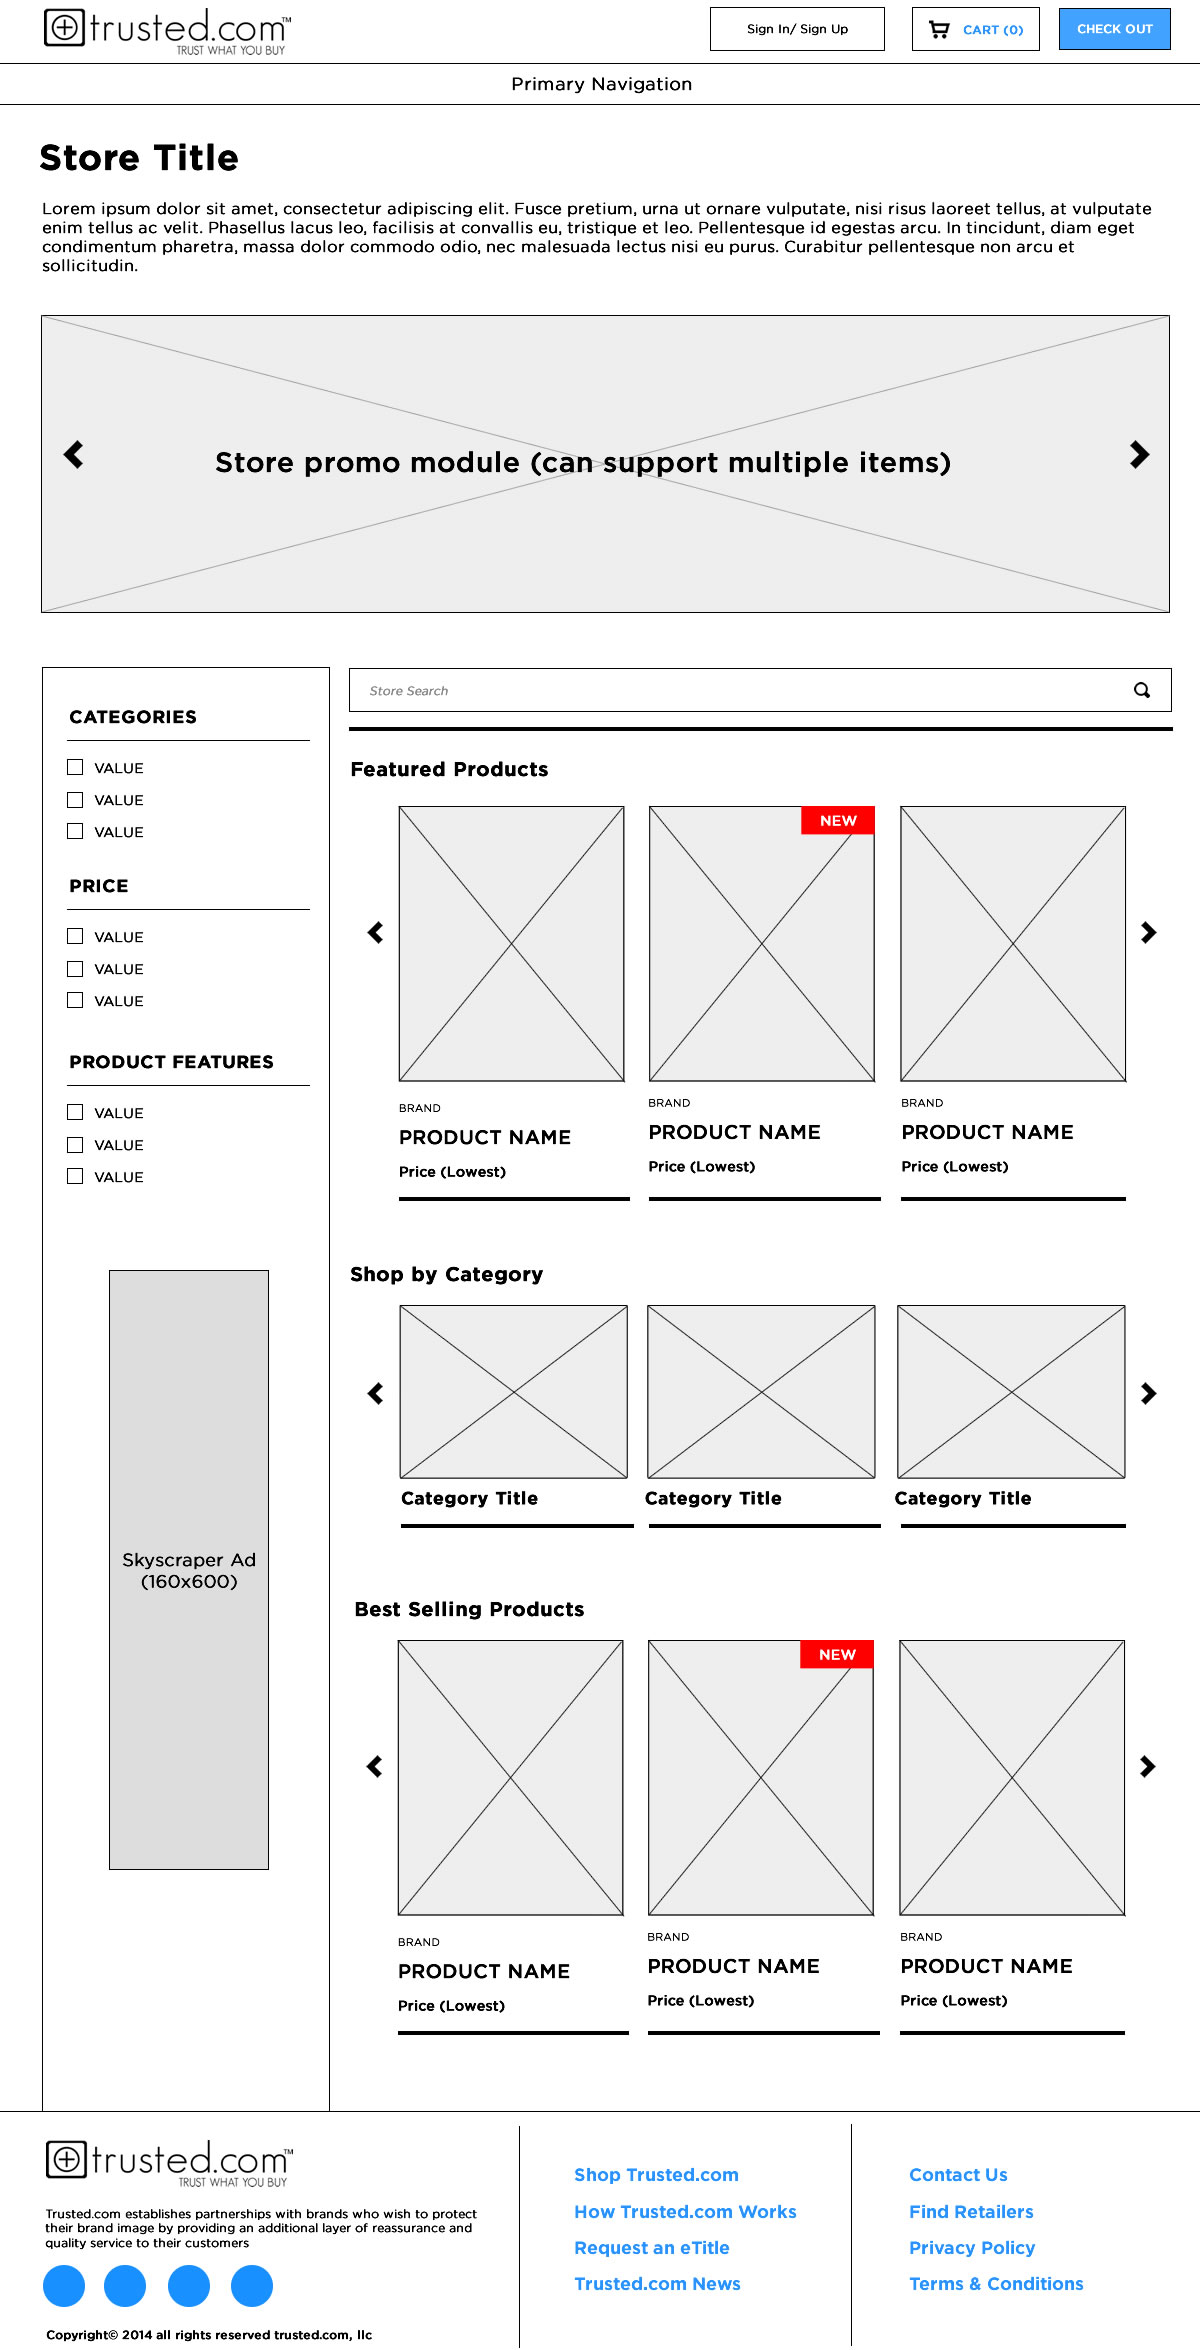 trusted.com™
TRUST WHAT YOU BUY
Sign In/ Sign Up
CART (0)
CHECK OUT
Primary Navigation
Store Title
Lorem ipsum dolor sit amet, consectetur adipiscing elit. Fusce pretium, urna ut ornare vulputate, nisi risus laoreet tellus, at vulputate
enim tellus ac velit. Phasellus lacus leo, facilisis at convallis eu, tristique et leo. Pellentesque id egestas arcu. In tincidunt, diam eget
condimentum pharetra, massa dolor commodo odio, nec malesuada lectus nisi eu purus. Curabitur pellentesque non arcu et
sollicitudin.
Store promo module (can support multiple items)
CATEGORIES
VALUE
VALUE
VALUE
PRICE
VALUE
VALUE
VALUE
PRODUCT FEATURES
VALUE
VALUE
VALUE
Skyscraper Ad
(160x600)
Store Search
Featured Products
NEW
BRAND
PRODUCT NAME
Price (Lowest)
BRAND
PRODUCT NAME
Price (Lowest)
BRAND
PRODUCT NAME
Price (Lowest)
Shop by Category
Category Title
Category Title
Category Title
Best Selling Products
NEW
BRAND
PRODUCT NAME
Price (Lowest)
BRAND
PRODUCT NAME
Price (Lowest)
BRAND
PRODUCT NAME
Price (Lowest)
trusted.com™
TRUST WHAT YOU BUY
Trusted.com establishes partnerships with brands who wish to protect
their brand image by providing an additional layer of reassurance and
quality service to their customers
Copyright© 2014 all rights reserved trusted.com, llc
Shop Trusted.com
How Trusted.com Works
Request an eTitle
Trusted.com News
Contact Us
Find Retailers
Privacy Policy
Terms & Conditions